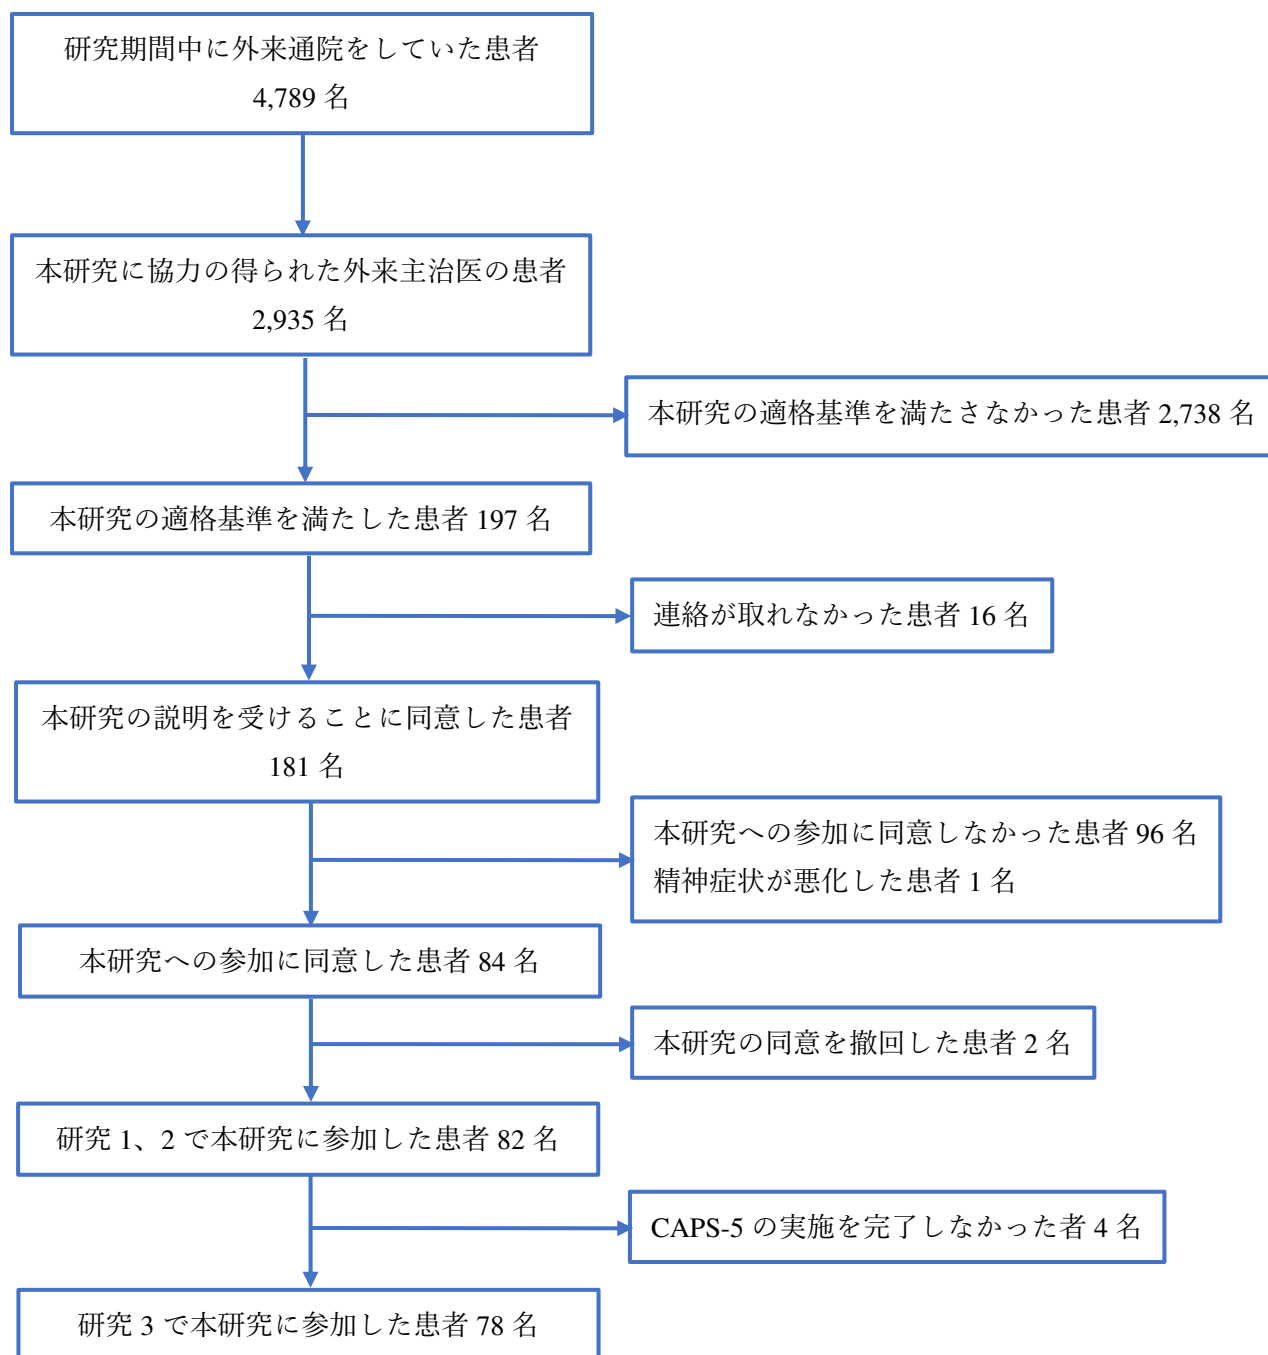 研究期間中に外来通院をしていた患者
4,789 名
本研究に協力の得られた外来主治医の患者
2,935 名
本研究の適格基準を満たさなかった患者 2,738 名
本研究の適格基準を満たした患者 197 名
連絡が取れなかった患者 16 名
本研究の説明を受けることに同意した患者
181 名
本研究への参加に同意しなかった患者 96 名
精神症状が悪化した患者 1 名
本研究への参加に同意した患者 84 名
本研究の同意を撤回した患者 2 名
研究 1、2 で本研究に参加した患者 82 名
CAPS-5 の実施を完了しなかった者 4 名
研究 3 で本研究に参加した患者 78 名